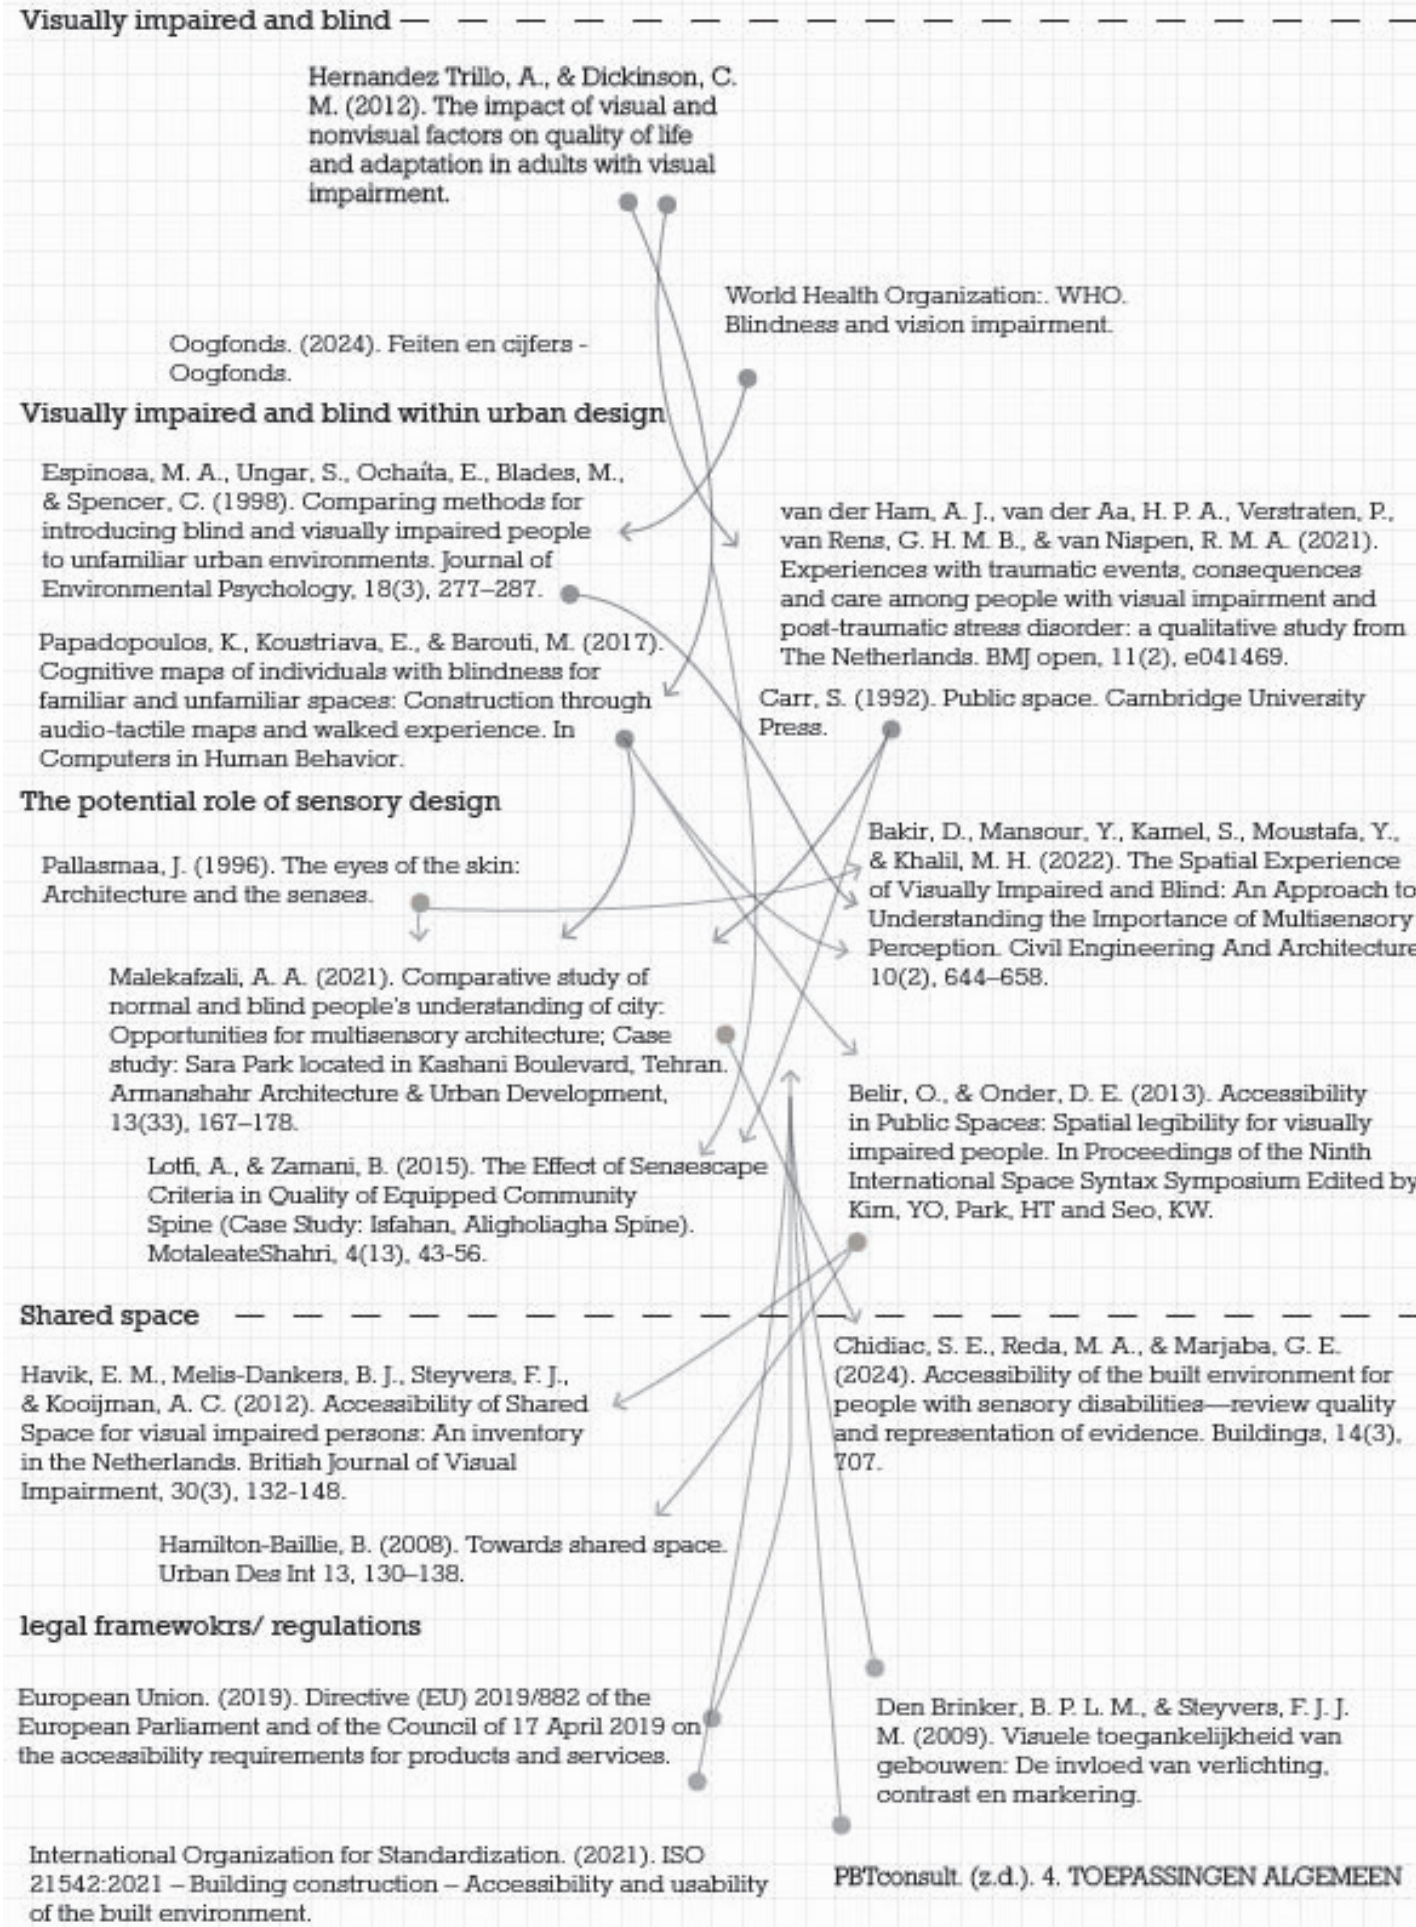 Visually impaired and blind
Hernandez Trillo, A., & Dickinson, C.
M. (2012). The impact of visual and
nonvisual factors on quality of life
and adaptation in adults with visual
impairment.
World Health Organization:. WHO.
Blindness and vision impairment.
Oogfonds. (2024). Feiten en cijfers -
Oogfonds.
Visually impaired and blind within urban design
Espinosa, M. A., Ungar, S., Ochaíta, E., Blades, M.,
& Spencer, C. (1998). Comparing methods for
introducing blind and visually impaired people
to unfamiliar urban environments. Journal of
Environmental Psychology, 18(3), 277–287.
van der Ham, A. J., van der Aa, H. P. A., Verstraten, P.,
van Rens, G. H. M. B., & van Nispen, R. M. A. (2021).
Experiences with traumatic events, consequences
and care among people with visual impairment and
post-traumatic stress disorder: a qualitative study from
The Netherlands. BMJ open, 11(2), e041469.
Papadopoulos, K., Koustriava, E., & Barouti, M. (2017).
Cognitive maps of individuals with blindness for
familiar and unfamiliar spaces: Construction through
audio-tactile maps and walked experience. In
Computers in Human Behavior.
Carr, S. (1992). Public space. Cambridge University
Press.
The potential role of sensory design
Pallasmaa, J. (1996). The eyes of the skin:
Architecture and the senses.
Bakir, D., Mansour, Y., Kamel, S., Moustafa, Y.,
& Khalil, M. H. (2022). The Spatial Experience
of Visually Impaired and Blind: An Approach to
Understanding the Importance of Multisensory
Perception. Civil Engineering And Architecture
10(2), 644–658.
Malekafzali, A. A. (2021). Comparative study of
normal and blind people's understanding of city:
Opportunities for multisensory architecture; Case
study: Sara Park located in Kashani Boulevard, Tehran.
Armanshahr Architecture & Urban Development,
13(33), 167–178.
Belir, O., & Onder, D. E. (2013). Accessibility
in Public Spaces: Spatial legibility for visually
impaired people. In Proceedings of the Ninth
International Space Syntax Symposium Edited by
Kim, YO, Park, HT and Seo, KW.
Lotfi, A., & Zamani, B. (2015). The Effect of Sensescape
Criteria in Quality of Equipped Community
Spine (Case Study: Isfahan, Aligholiagha Spine).
MotaleateShahri, 4(13), 43-56.
Shared space
Chidiac, S. E., Reda, M. A., & Marjaba, G. E.
(2024). Accessibility of the built environment for
people with sensory disabilities—review quality
and representation of evidence. Buildings, 14(3),
707.
Havik, E. M., Melis-Dankers, B. J., Steyvers, F. J.,
& Kooijman, A. C. (2012). Accessibility of Shared
Space for visual impaired persons: An inventory
in the Netherlands. British Journal of Visual
Impairment, 30(3), 132-148.
Hamilton-Baillie, B. (2008). Towards shared space.
Urban Des Int 13, 130–138.
legal framewokrs/ regulations
European Union. (2019). Directive (EU) 2019/882 of the
European Parliament and of the Council of 17 April 2019 on
the accessibility requirements for products and services.
Den Brinker, B. P. L. M., & Steyvers, F. J. J.
M. (2009). Visuele toegankelijkheid van
gebouwen: De invloed van verlichting,
contrast en markering.
International Organization for Standardization. (2021). ISO
21542:2021 – Building construction – Accessibility and usability
of the built environment.
PBTconsult. (z.d.). 4. TOEPASSINGEN ALGEMEEN